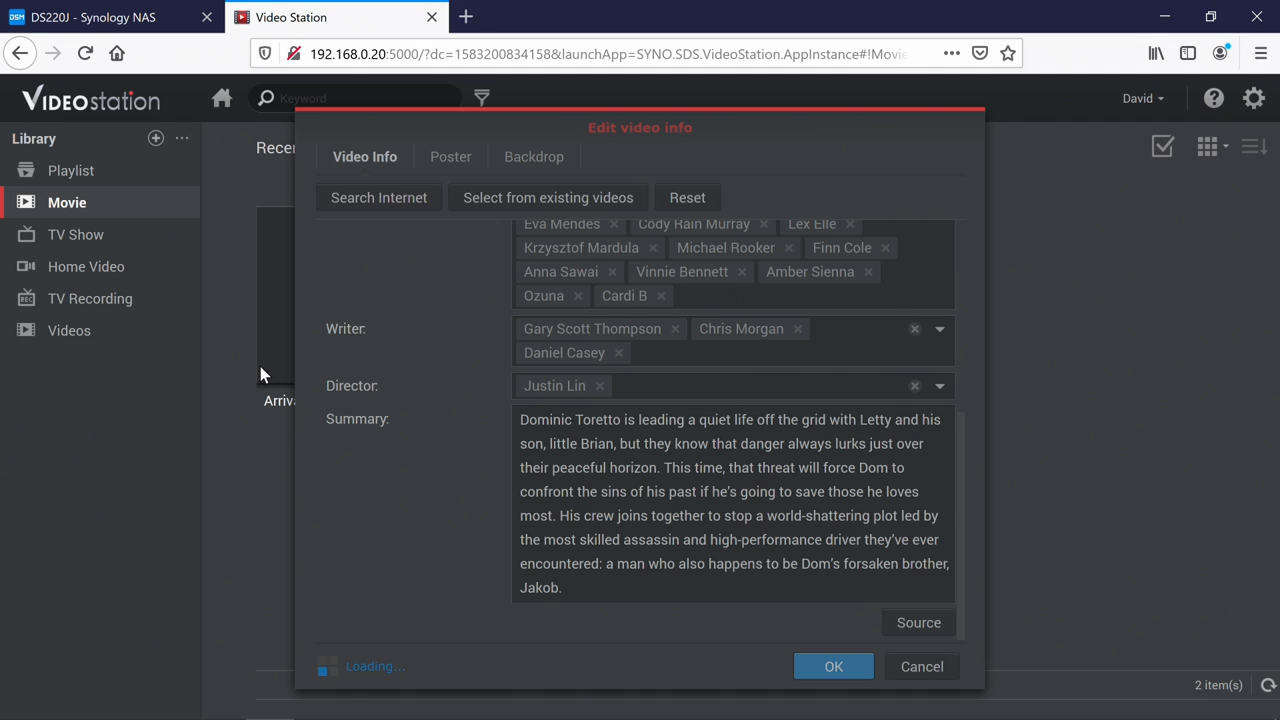 DS220J - Synology NAS
Video Station
192.168.0.20:5000/?dc=1583200834158&launchApp=SYNO.SDS.VideoStation.AppInstance#!Movie
VIDEOstation
Keyword
David
Library
Playlist
Movie
TV Show
Home Video
TV Recording
Videos
Recen
Arriva
Edit video info
Video Info
Poster
Backdrop
Search Internet
Select from existing videos
Reset
Eva Mendes
Cody Rain Murray
Lex Elle
Krzysztof Mardula
Michael Rooker
Finn Cole
Anna Sawai
Vinnie Bennett
Amber Sienna
Ozuna
Cardi B
Writer:
Gary Scott Thompson
Chris Morgan
Daniel Casey
Director:
Justin Lin
Summary:
Dominic Toretto is leading a quiet life off the grid with Letty and his
son, little Brian, but they know that danger always lurks just over
their peaceful horizon. This time, that threat will force Dom to
confront the sins of his past if he's going to save those he loves
most. His crew joins together to stop a world-shattering plot led by
the most skilled assassin and high-performance driver they've ever
encountered: a man who also happens to be Dom's forsaken brother,
Jakob.
Source
Loading...
OK
Cancel
2 item(s)